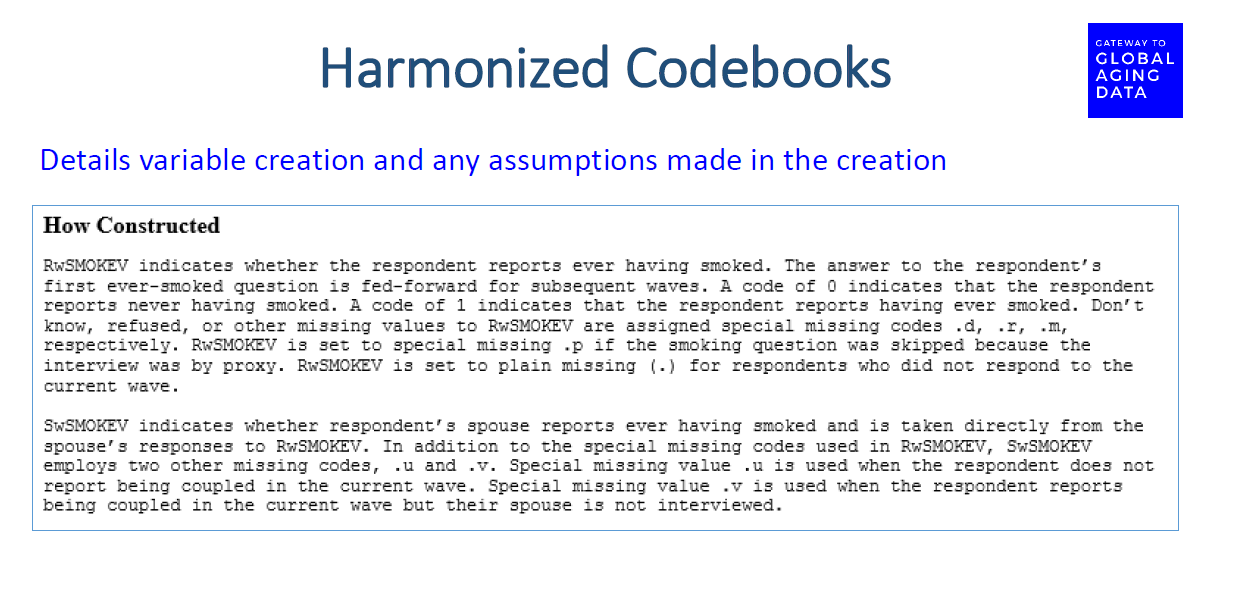 Harmonized Codebooks
GATEWAY TO
GLOBAL
AGING
DATA
Details variable creation and any assumptions made in the creation
How Constructed
RwSMOKEV indicates whether the respondent reports ever having smoked. The answer to the respondent’s
first ever-smoked question is fed-forward for subsequent waves. A code of 0 indicates that the respondent
reports never having smoked. A code of 1 indicates that the respondent reports having ever smoked. Don’t
know, refused, or other missing values to RwSMOKEV are assigned special missing codes .d, .r, .m,
respectively. RwSMOKEV is set to special missing .p if the smoking question was skipped because the
interview was by proxy. RwSMOKEV is set to plain missing (.) for respondents who did not respond to the
current wave.
SwSMOKEV indicates whether respondent’s spouse reports ever having smoked and is taken directly from the
spouse’s responses to RwSMOKEV. In addition to the special missing codes used in RwSMOKEV, SwSMOKEV
employs two other missing codes, .u and .v. Special missing value .u is used when the respondent does not
report being coupled in the current wave. Special missing value .v is used when the respondent reports
being coupled in the current wave but their spouse is not interviewed.